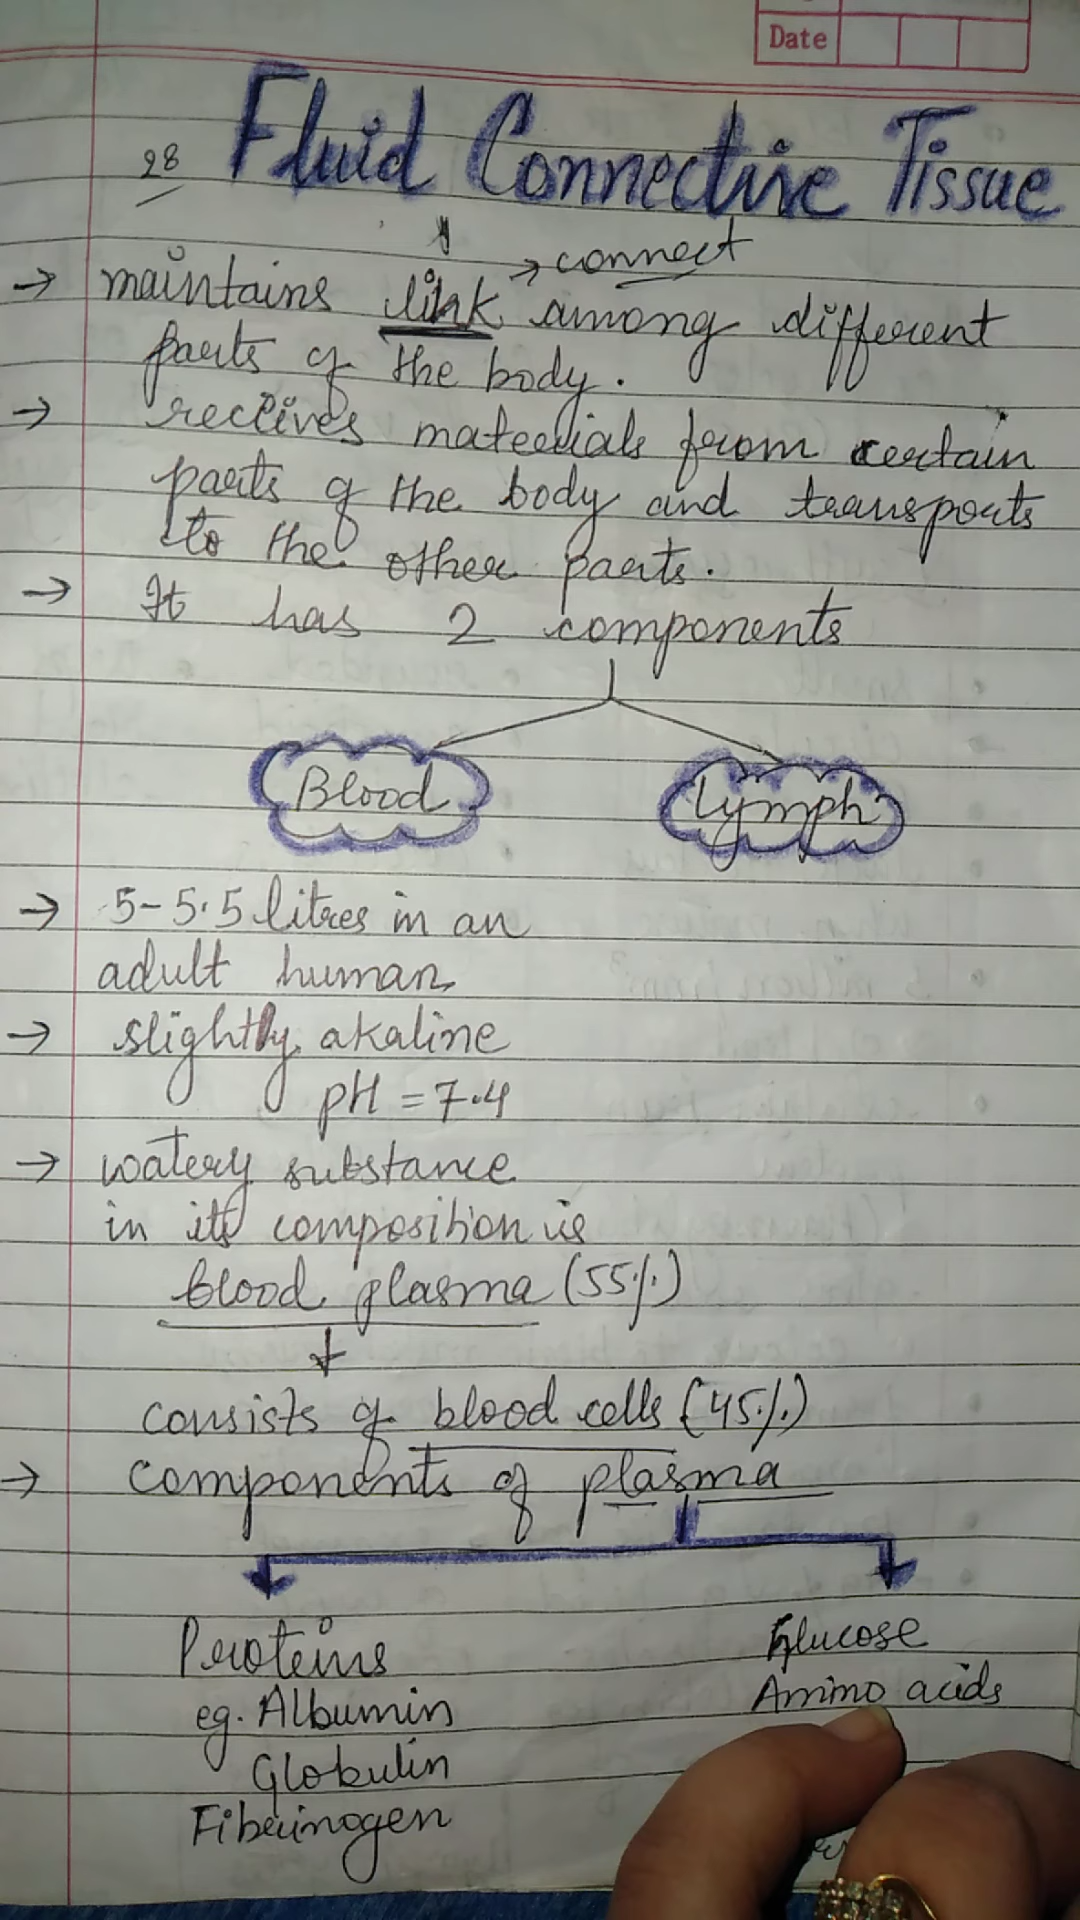 Date
28 Fluid Connective Tissue
→ connect
→ maintains link among different
parts of the body.
→ receives materials from certain
parts of the body and transports
to the other parts.
→ It has 2 components
Blood Lymph
→ 5-5.5 litres in an
adult human
→ slightly akaline
pH = 7.4
→ watery substance
in its composition is
blood plasma (55%)
consists of blood cells (45%)
→ components of plasma
Proteins Glucose
eg. Albumin Amino acids
Globulin
Fibrinogen